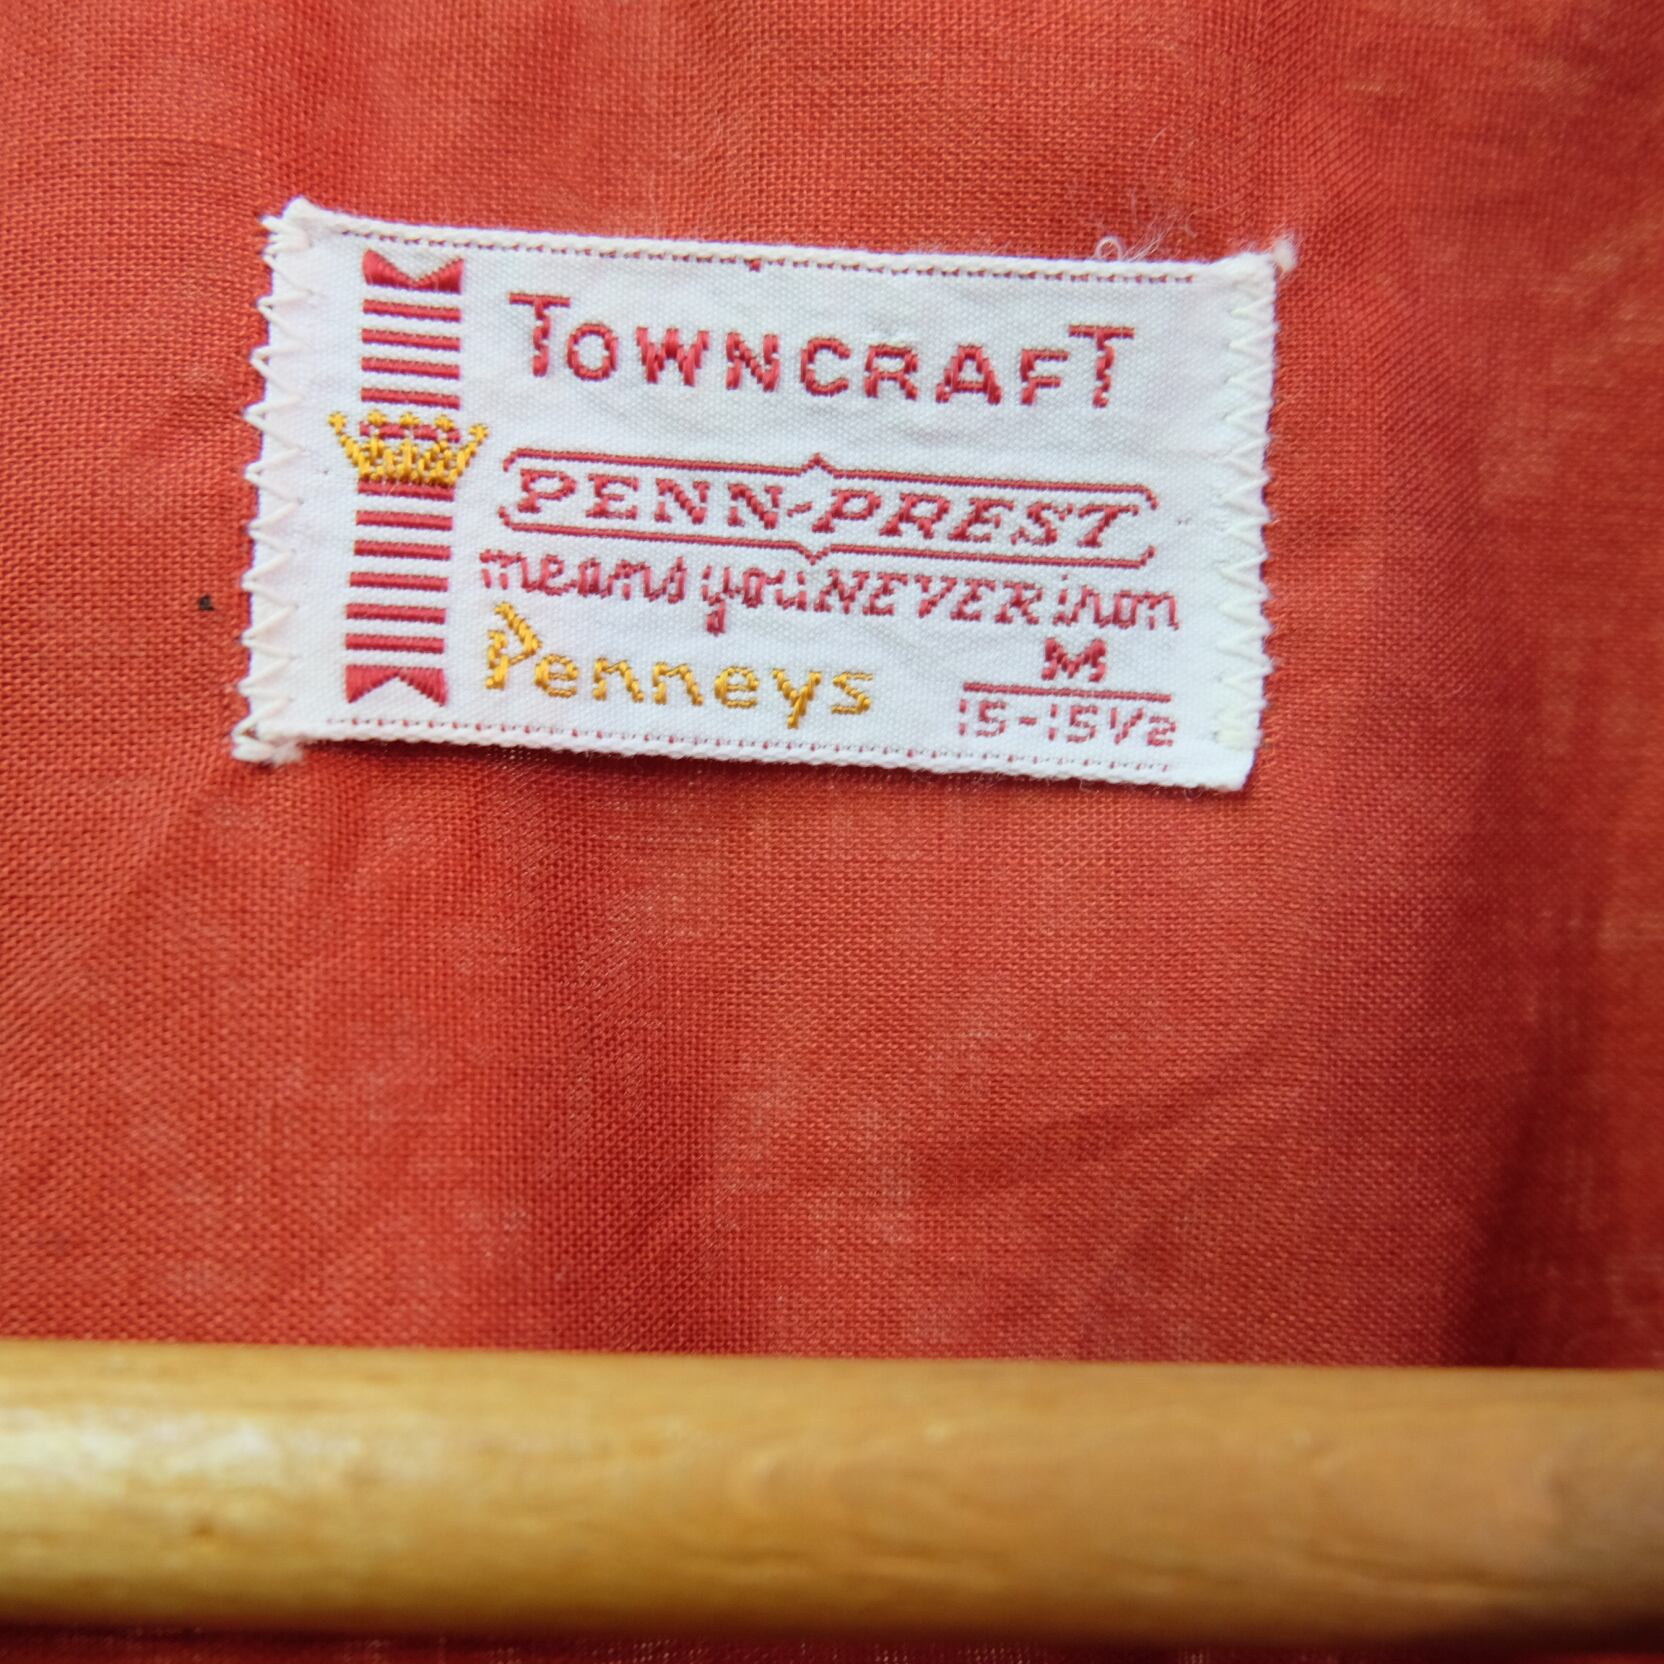 TOWNCRAFT
PENN-PREST
means you NEVER iron
Penneys
M
15-15½